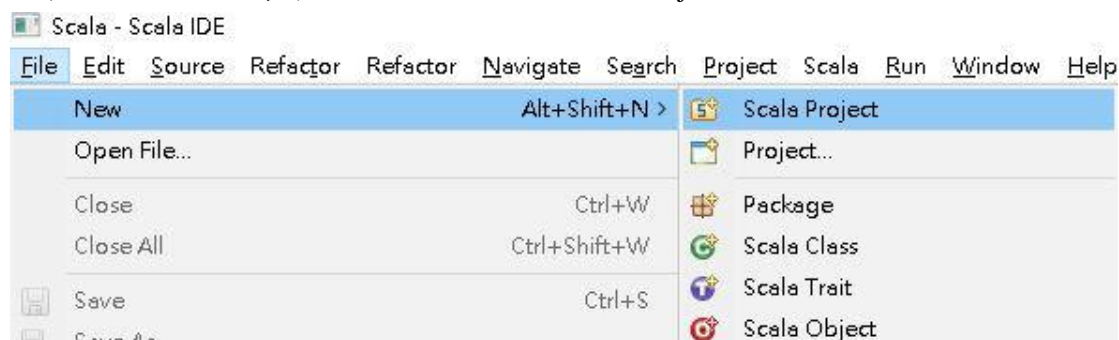 Scala - Scala IDE
File Edit Source Refactor Refactor Navigate Search Project Scala Run Window Help
New Alt+Shift+N > Scala Project
Open File... Project...
Close Ctrl+W Package
Close All Ctrl+Shift+W Scala Class
Save Ctrl+S Scala Trait
Scala Object